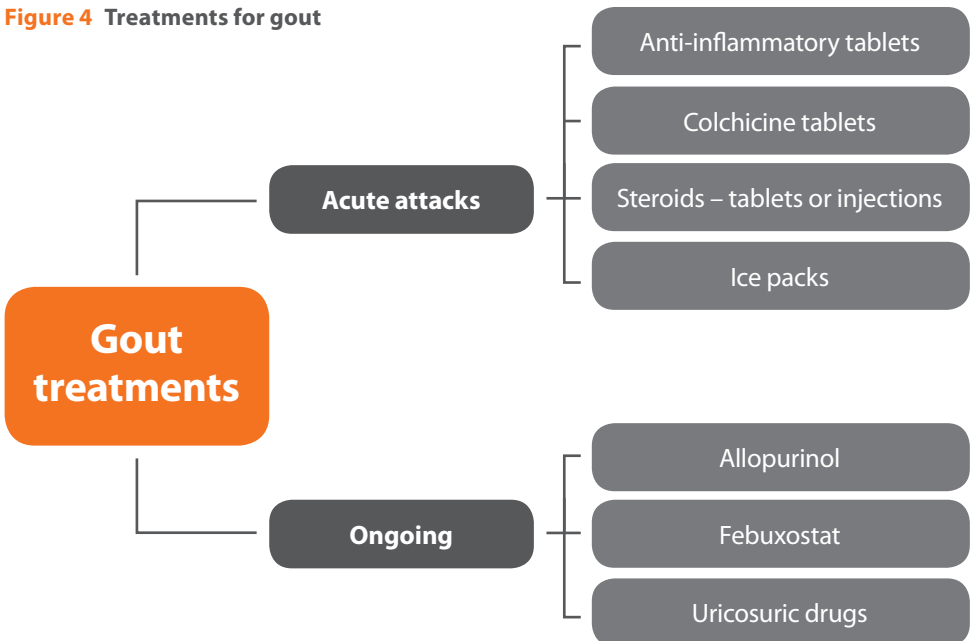 Figure 4 Treatments for gout
Anti-inflammatory tablets
Colchicine tablets
Acute attacks
Steroids – tablets or injections
Ice packs
Gout
treatments
Allopurinol
Ongoing
Febuxostat
Uricosuric drugs